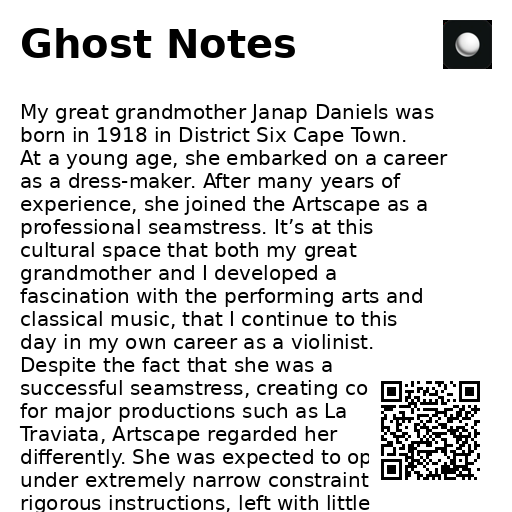 Ghost Notes
My great grandmother Janap Daniels was
born in 1918 in District Six Cape Town.
At a young age, she embarked on a career
as a dress-maker. After many years of
experience, she joined the Artscape as a
professional seamstress. It’s at this
cultural space that both my great
grandmother and I developed a
fascination with the performing arts and
classical music, that I continue to this
day in my own career as a violinist.
Despite the fact that she was a
successful seamstress, creating co
for major productions such as La
Traviata, Artscape regarded her
differently. She was expected to op
under extremely narrow constraint
rigorous instructions, left with little